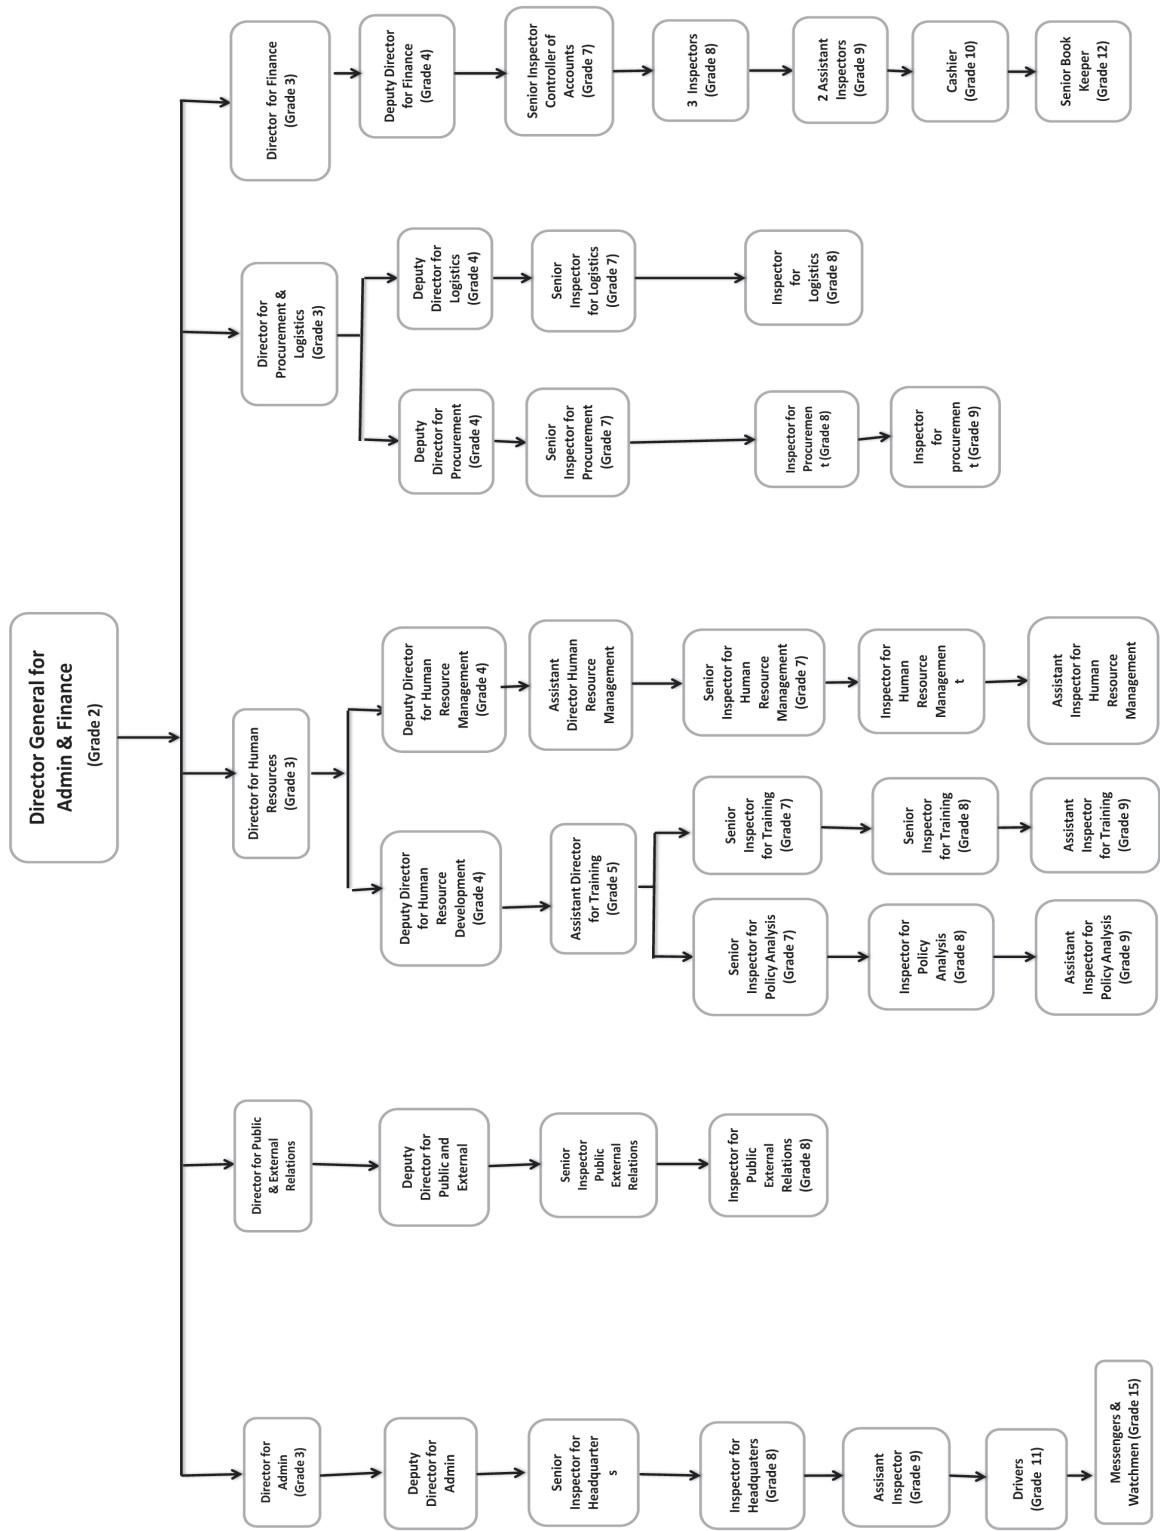 Director General for
Admin & Finance
(Grade 2)
Director for
Admin
(Grade 3)
Deputy
Director for
Admin
Senior
Inspector for
Headquarter
s
Inspector for
Headquaters
(Grade 8)
Assisant
Inspector
(Grade 9)
Drivers
(Grade 11)
Messengers &
Watchmen (Grade 15)
Director for Public
& External
Relations
Deputy
Director for
Public and
External
Senior
Inspector
Public
External
Relations
Inspector for
Public
External
Relations
(Grade 8)
Director for Human
Resources
(Grade 3)
Deputy Director
for Human
Resource
Development
(Grade 4)
Assistant Director
for Training
(Grade 5)
Senior
Inspector for
Policy Analysis
(Grade 7)
Inspector for
Policy
Analysis
(Grade 8)
Assistant
Inspector for
Policy Analysis
(Grade 9)
Senior
Inspector
for Training
(Grade 7)
Senior
Inspector
for Training
(Grade 8)
Assistant
Inspector
for Training
(Grade 9)
Deputy Director
for Human
Resource
Management
(Grade 4)
Assistant
Director Human
Resource
Management
Senior
Inspector for
Human
Resource
Management
(Grade 7)
Inspector for
Human
Resource
Managemen
t
Assistant
Inspector for
Human
Resource
Management
Director for
Procurement &
Logistics
(Grade 3)
Deputy
Director for
Procurement
(Grade 4)
Senior
Inspector for
Procurement
(Grade 7)
Inspector for
Procuremen
t (Grade 8)
Inspector
for
procuremen
t (Grade 9)
Deputy
Director for
Logistics
(Grade 4)
Senior
Inspector
for Logistics
(Grade 7)
Inspector
for
Logistics
(Grade 8)
Director for Finance
(Grade 3)
Deputy Director
for Finance
(Grade 4)
Senior Inspector
Controller of
Accounts
(Grade 7)
3 Inspectors
(Grade 8)
2 Assistant
Inspectors
(Grade 9)
Cashier
(Grade 10)
Senior Book
Keeper
(Grade 12)